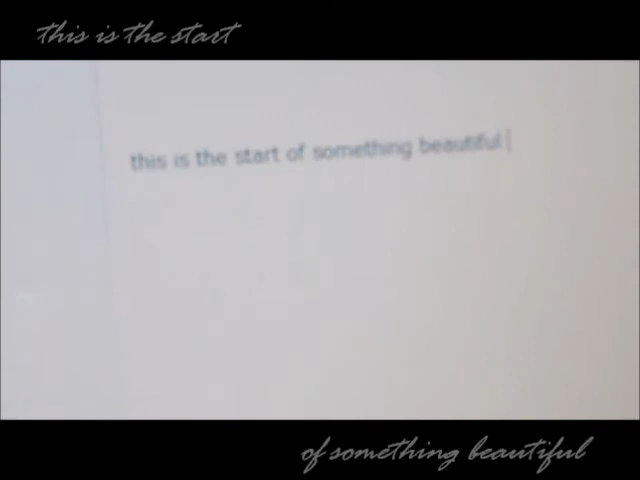 this is the start
this is the start of something beautiful
of something beautiful